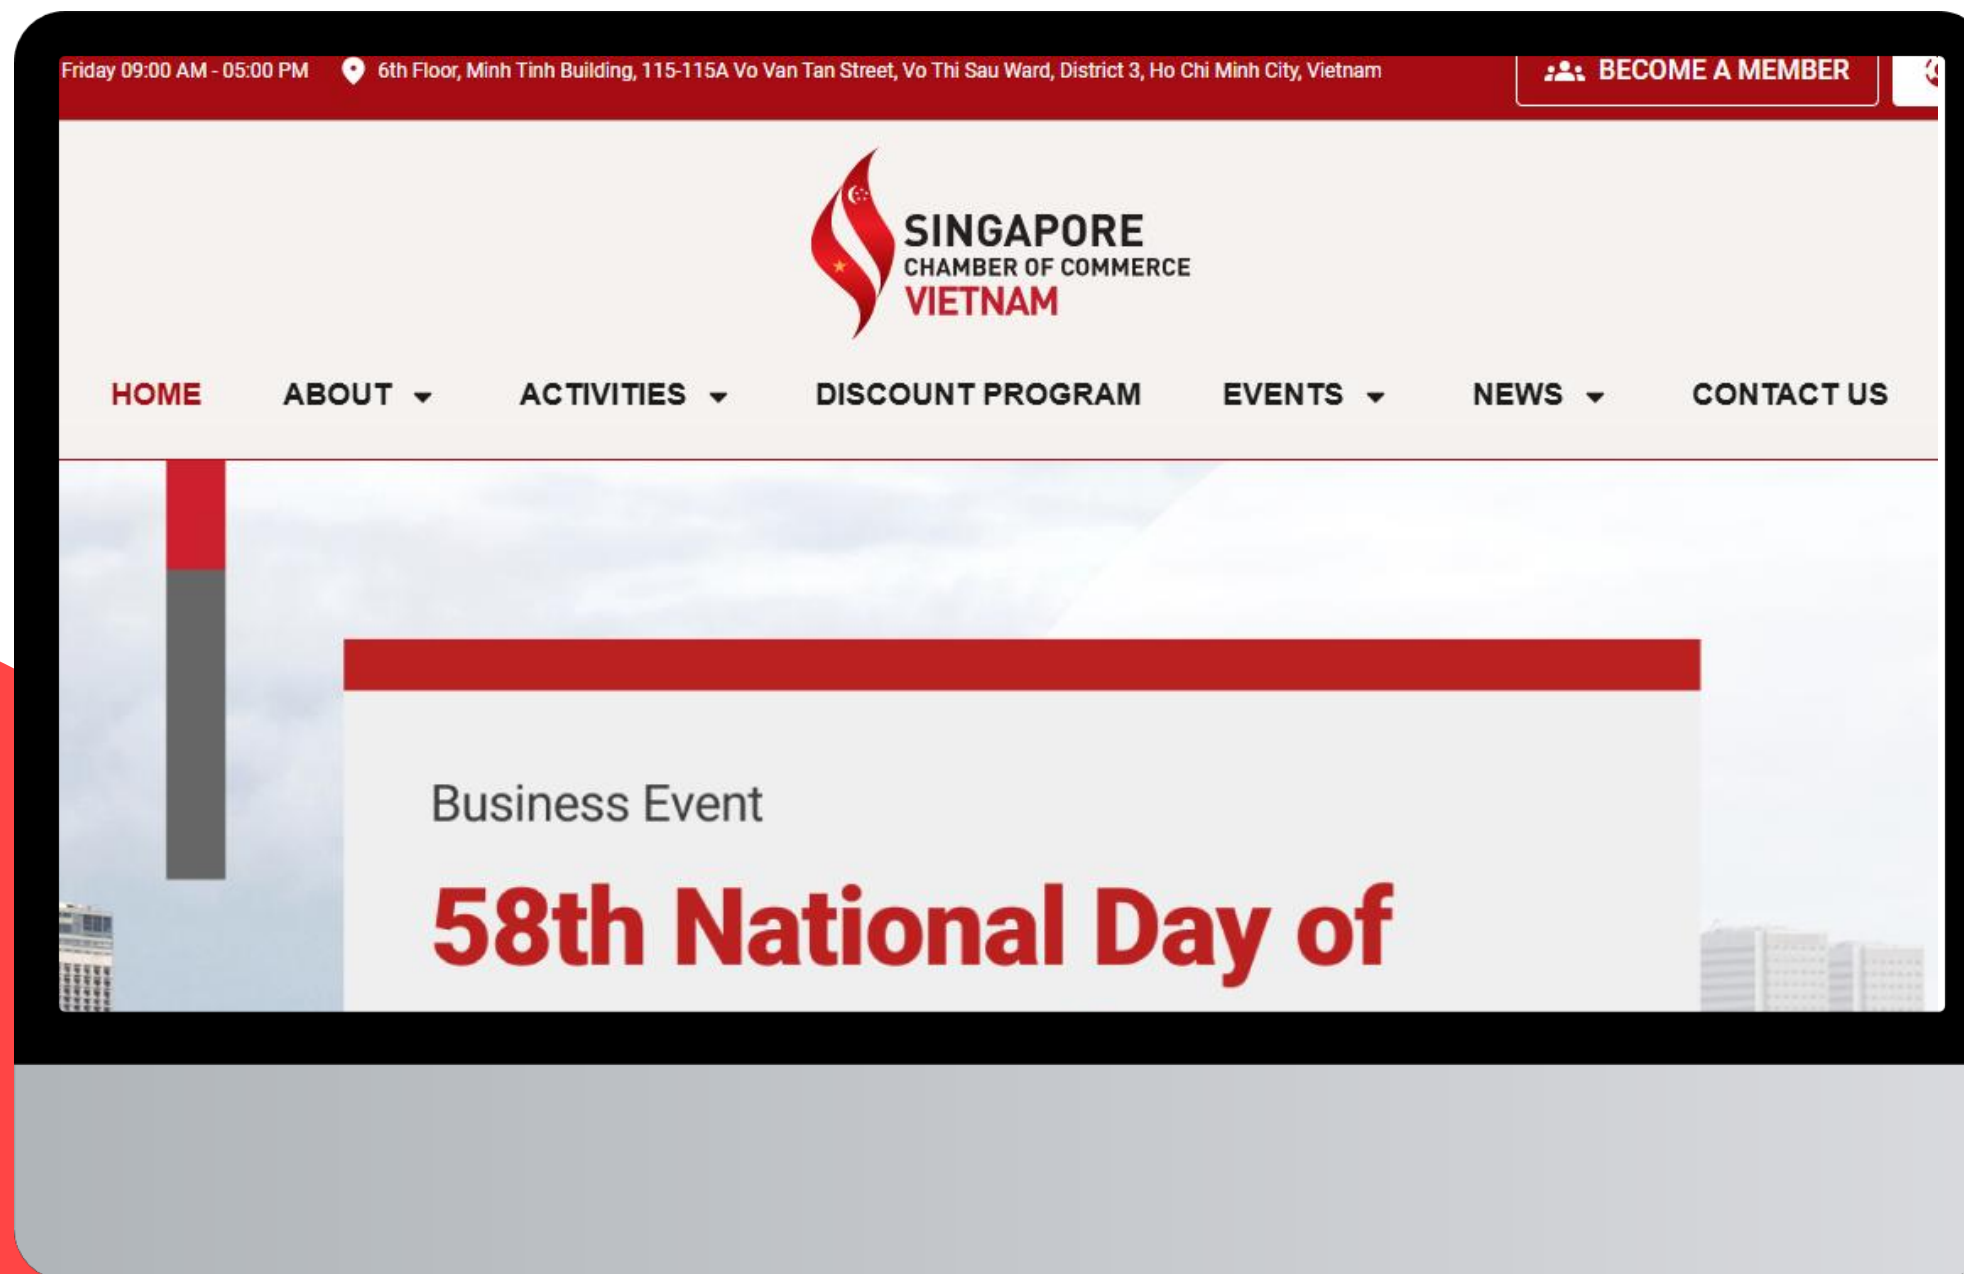 Friday 09:00 AM - 05:00 PM 6th Floor, Minh Tinh Building, 115-115A Vo Van Tan Street, Vo Thi Sau Ward, District 3, Ho Chi Minh City, Vietnam BECOME A MEMBER
SINGAPORE
CHAMBER OF COMMERCE
VIETNAM
HOME ABOUT ACTIVITIES DISCOUNT PROGRAM EVENTS NEWS CONTACT US
Business Event
58th National Day of